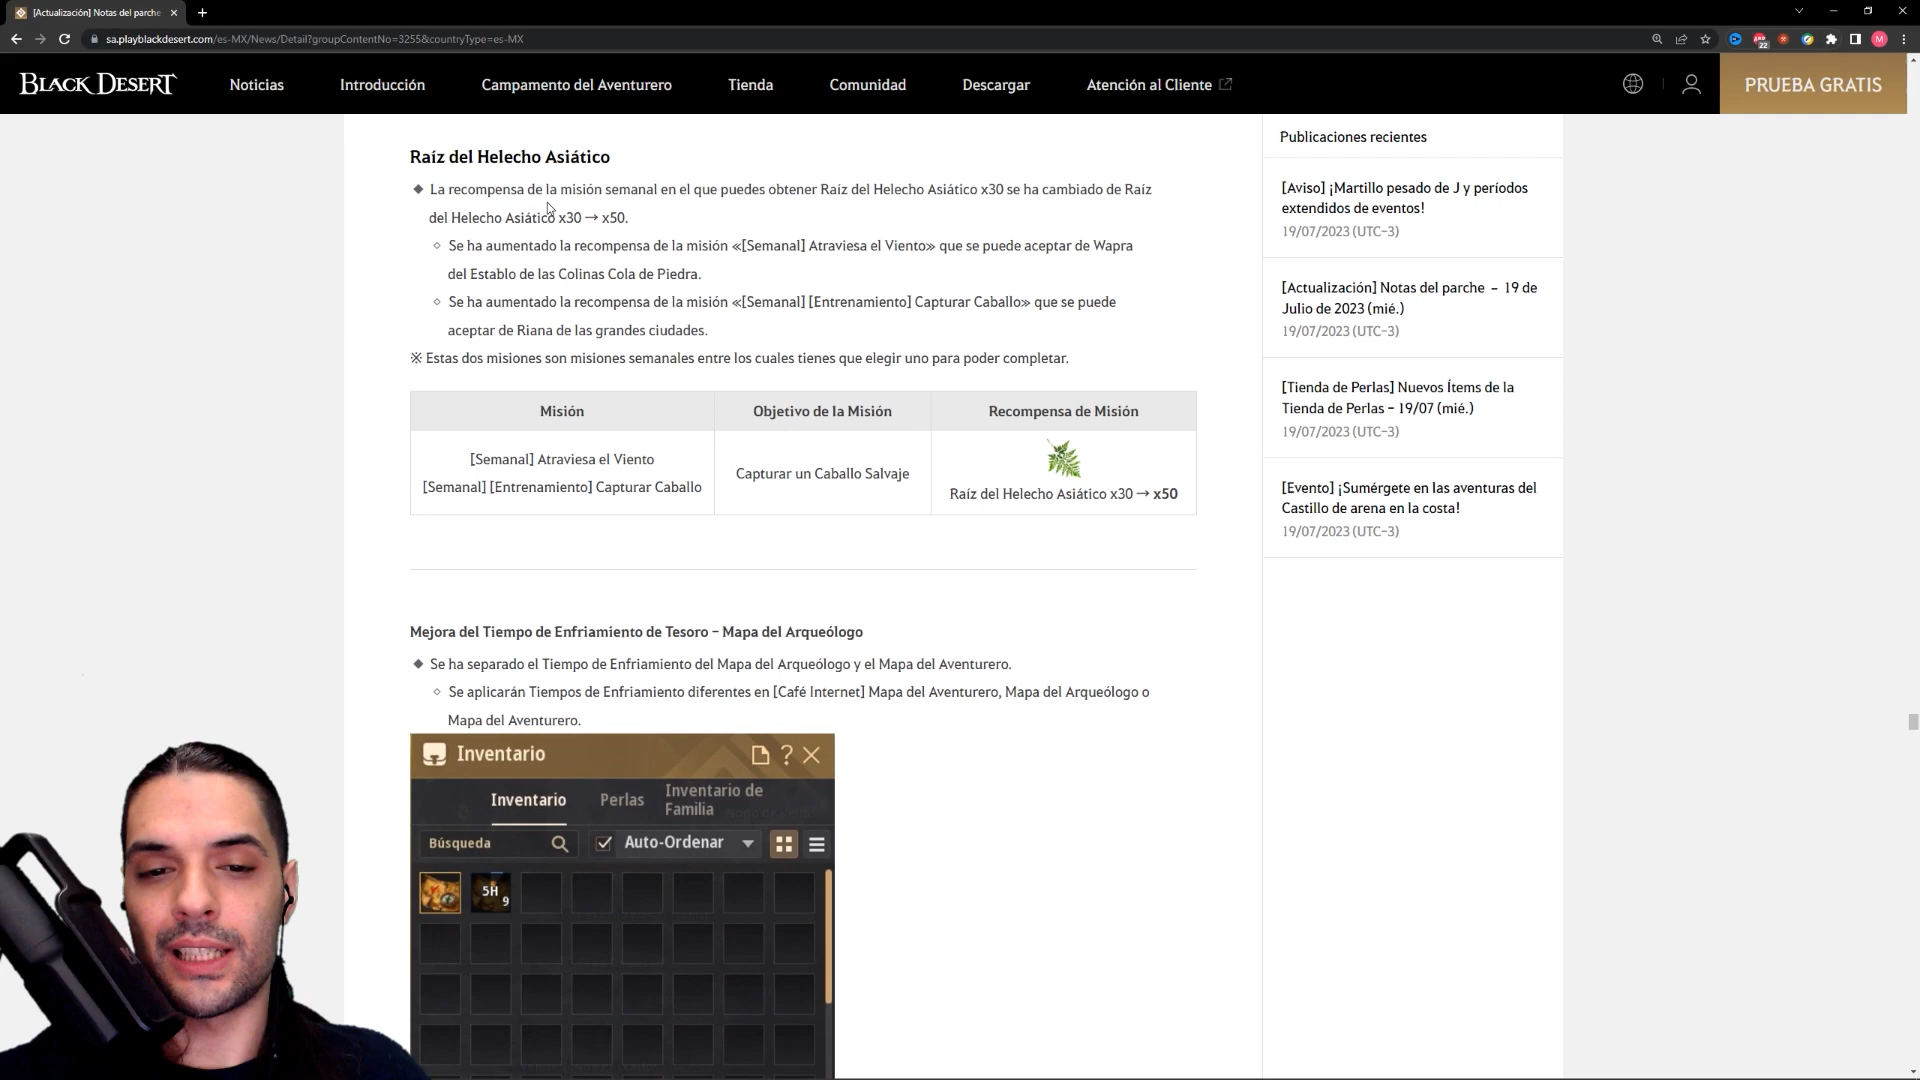 [Actualización] Notas del parche
sa.playblackdesert.com/es-MX/News/Detail?groupContentNo=3255&countryType=es-MX
22
M
BLACK DESERT
Noticias
Introducción
Campamento del Aventurero
Tienda
Comunidad
Descargar
Atención al Cliente
PRUEBA GRATIS
Raíz del Helecho Asiático
◆ La recompensa de la misión semanal en el que puedes obtener Raíz del Helecho Asiático x30 se ha cambiado de Raíz
del Helecho Asiático x30 → x50.
◇ Se ha aumentado la recompensa de la misión «[Semanal] Atraviesa el Viento» que se puede aceptar de Wapra
del Establo de las Colinas Cola de Piedra.
◇ Se ha aumentado la recompensa de la misión «[Semanal] [Entrenamiento] Capturar Caballo» que se puede
aceptar de Riana de las grandes ciudades.
※ Estas dos misiones son misiones semanales entre los cuales tienes que elegir uno para poder completar.
Misión
Objetivo de la Misión
Recompensa de Misión
[Semanal] Atraviesa el Viento
[Semanal] [Entrenamiento] Capturar Caballo
Capturar un Caballo Salvaje
Raíz del Helecho Asiático x30 → x50
Mejora del Tiempo de Enfriamiento de Tesoro – Mapa del Arqueólogo
◆ Se ha separado el Tiempo de Enfriamiento del Mapa del Arqueólogo y el Mapa del Aventurero.
◇ Se aplicarán Tiempos de Enfriamiento diferentes en [Café Internet] Mapa del Aventurero, Mapa del Arqueólogo o
Mapa del Aventurero.
Inventario
Inventario
Perlas
Inventario de
Familia
Búsqueda
Auto-Ordenar
5H
9
Publicaciones recientes
[Aviso] ¡Martillo pesado de J y períodos
extendidos de eventos!
19/07/2023 (UTC-3)
[Actualización] Notas del parche – 19 de
Julio de 2023 (mié.)
19/07/2023 (UTC-3)
[Tienda de Perlas] Nuevos Ítems de la
Tienda de Perlas – 19/07 (mié.)
19/07/2023 (UTC-3)
[Evento] ¡Sumérgete en las aventuras del
Castillo de arena en la costa!
19/07/2023 (UTC-3)